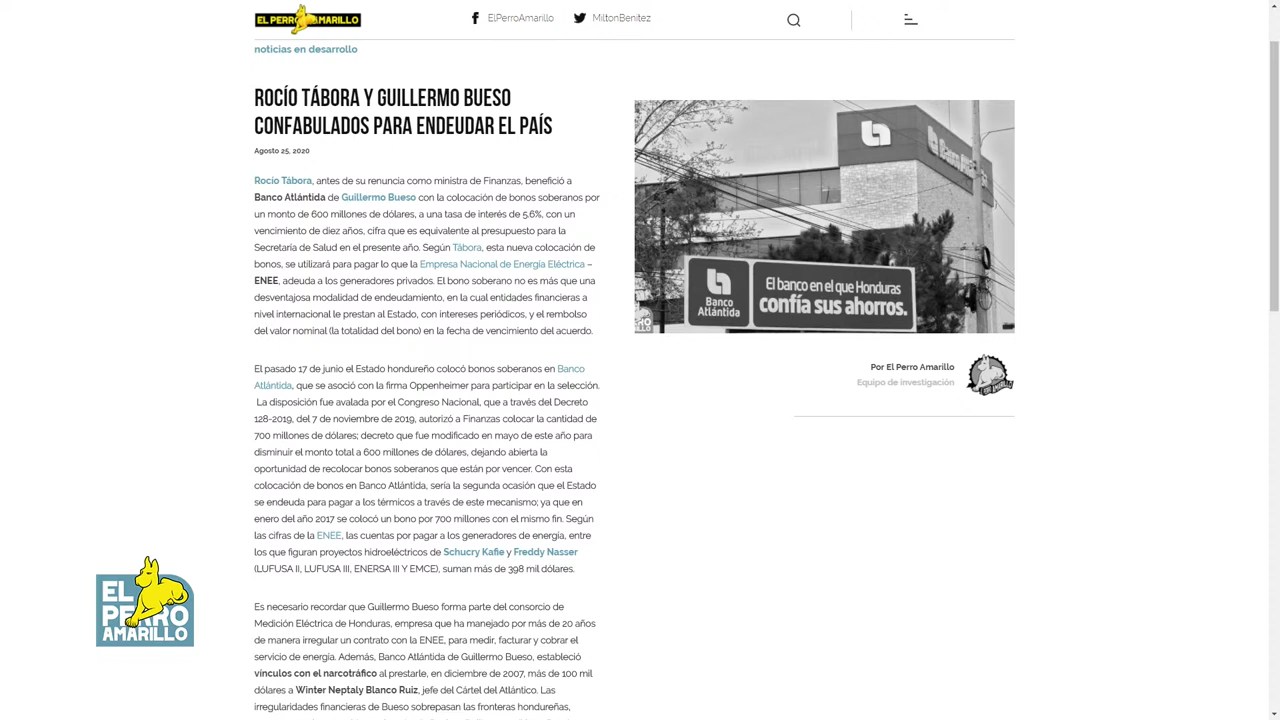 EL PERRO AMARILLO
ElPerroAmarillo
MiltonBenitez
noticias en desarrollo
ROCÍO TÁBORA Y GUILLERMO BUESO
CONFABULADOS PARA ENDEUDAR EL PAÍS
Agosto 25, 2020
Rocío Tábora, antes de su renuncia como ministra de Finanzas, benefició a
Banco Atlántida de Guillermo Bueso con la colocación de bonos soberanos por
un monto de 600 millones de dólares, a una tasa de interés de 5.6%, con un
vencimiento de diez años, cifra que es equivalente al presupuesto para la
Secretaría de Salud en el presente año. Según Tábora, esta nueva colocación de
bonos, se utilizará para pagar lo que la Empresa Nacional de Energía Eléctrica –
ENEE, adeuda a los generadores privados. El bono soberano no es más que una
desventajosa modalidad de endeudamiento, en la cual entidades financieras a
nivel internacional le prestan al Estado, con intereses periódicos, y el rembolso
del valor nominal (la totalidad del bono) en la fecha de vencimiento del acuerdo.
El pasado 17 de junio el Estado hondureño colocó bonos soberanos en Banco
Atlántida, que se asoció con la firma Oppenheimer para participar en la selección.
La disposición fue avalada por el Congreso Nacional, que a través del Decreto
128-2019, del 7 de noviembre de 2019, autorizó a Finanzas colocar la cantidad de
700 millones de dólares; decreto que fue modificado en mayo de este año para
disminuir el monto total a 600 millones de dólares, dejando abierta la
oportunidad de recolocar bonos soberanos que están por vencer. Con esta
colocación de bonos en Banco Atlántida, sería la segunda ocasión que el Estado
se endeuda para pagar a los térmicos a través de este mecanismo; ya que en
enero del año 2017 se colocó un bono por 700 millones con el mismo fin. Según
las cifras de la ENEE, las cuentas por pagar a los generadores de energía, entre
los que figuran proyectos hidroeléctricos de Schucry Kafie y Freddy Nasser
(LUFUSA II, LUFUSA III, ENERSA III Y EMCE), suman más de 398 mil dólares.
Es necesario recordar que Guillermo Bueso forma parte del consorcio de
Medición Eléctrica de Honduras, empresa que ha manejado por más de 20 años
de manera irregular un contrato con la ENEE, para medir, facturar y cobrar el
servicio de energía. Además, Banco Atlántida de Guillermo Bueso, estableció
vínculos con el narcotráfico al prestarle, en diciembre de 2007, más de 100 mil
dólares a Winter Neptaly Blanco Ruiz, jefe del Cártel del Atlántico. Las
irregularidades financieras de Bueso sobrepasan las fronteras hondureñas,
Banco
Atlántida
El banco en el que Honduras
confía sus ahorros.
Por El Perro Amarillo
Equipo de investigación
EL
PERRO
AMARILLO